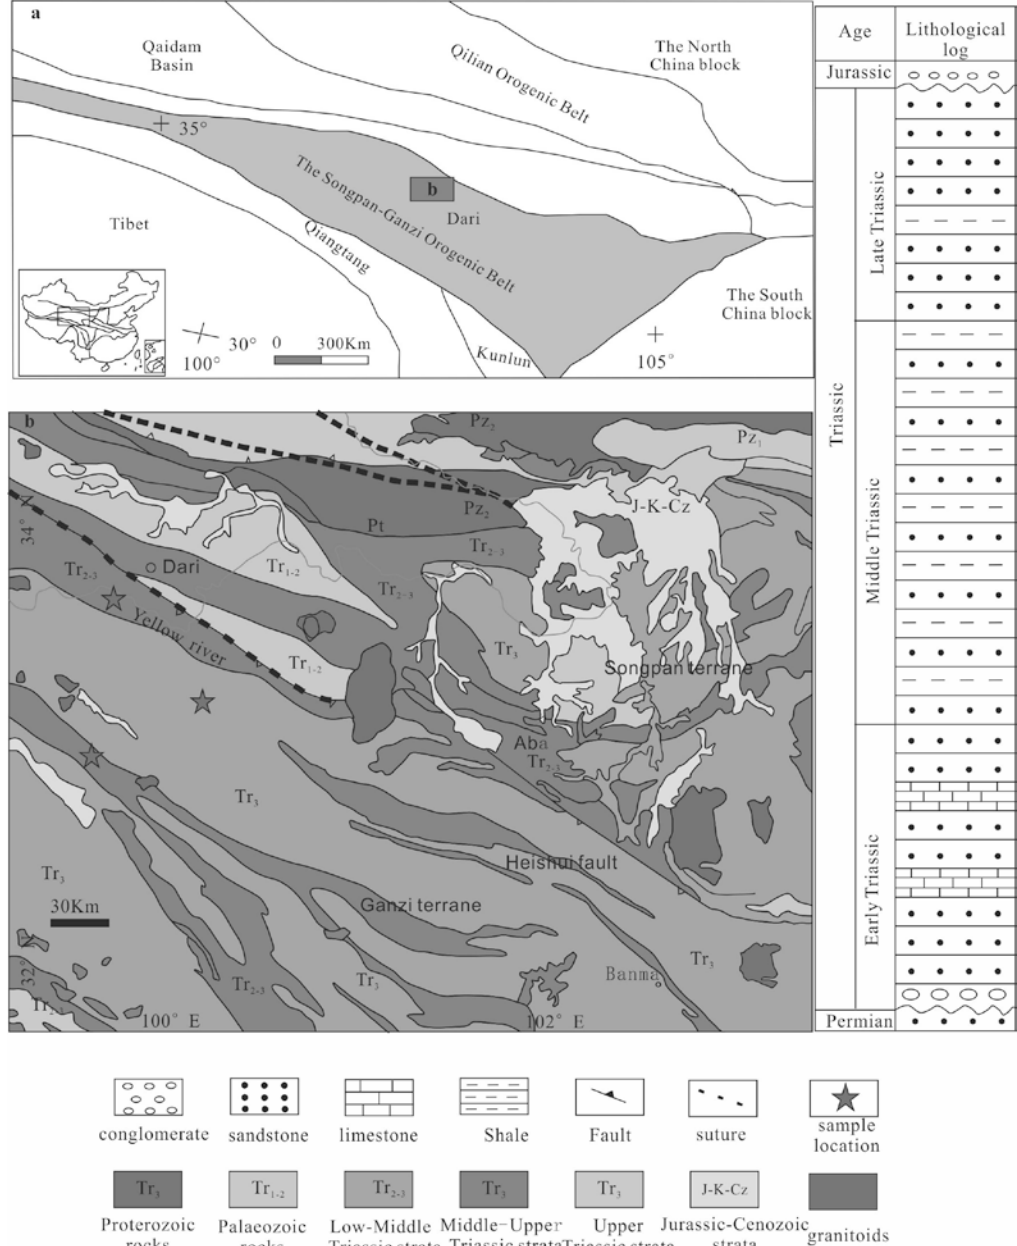 a
Qaidam
Basin
Qilian Orogenic Belt
The North
China block
35°
The Songpan-Ganzi Orogenic Belt
b
Dari
Tibet
Qiangtang
The South
China block
0 300Km
30°
100°
Kunlun
105°
b
Pz2
Pz1
J-K-Cz
Pz2
Pt
34° N
Tr2-3
Dari
Tr1-2
Tr2-3
Tr2-3
Yellow river
Tr1-2
Tr3
Songpan terrane
Aba
Tr2-3
Tr3
Heishui fault
Tr3
30Km
Ganzi terrane
32° N
Tr2-3
Tr3
Banma
Tr3
100° E
102° E
Age
Lithological
log
Jurassic
Triassic
Late Triassic
Middle Triassic
Early Triassic
Permian
conglomerate
sandstone
limestone
Shale
Fault
suture
sample
location
Tr3
Tr1-2
Tr2-3
Tr3
Tr3
J-K-Cz
Proterozoic
rocks
Palaeozoic
rocks
Low-Middle
Triassic strata
Middle-Upper
Triassic strata
Upper
Triassic strata
Jurassic-Cenozoic
strata
granitoids